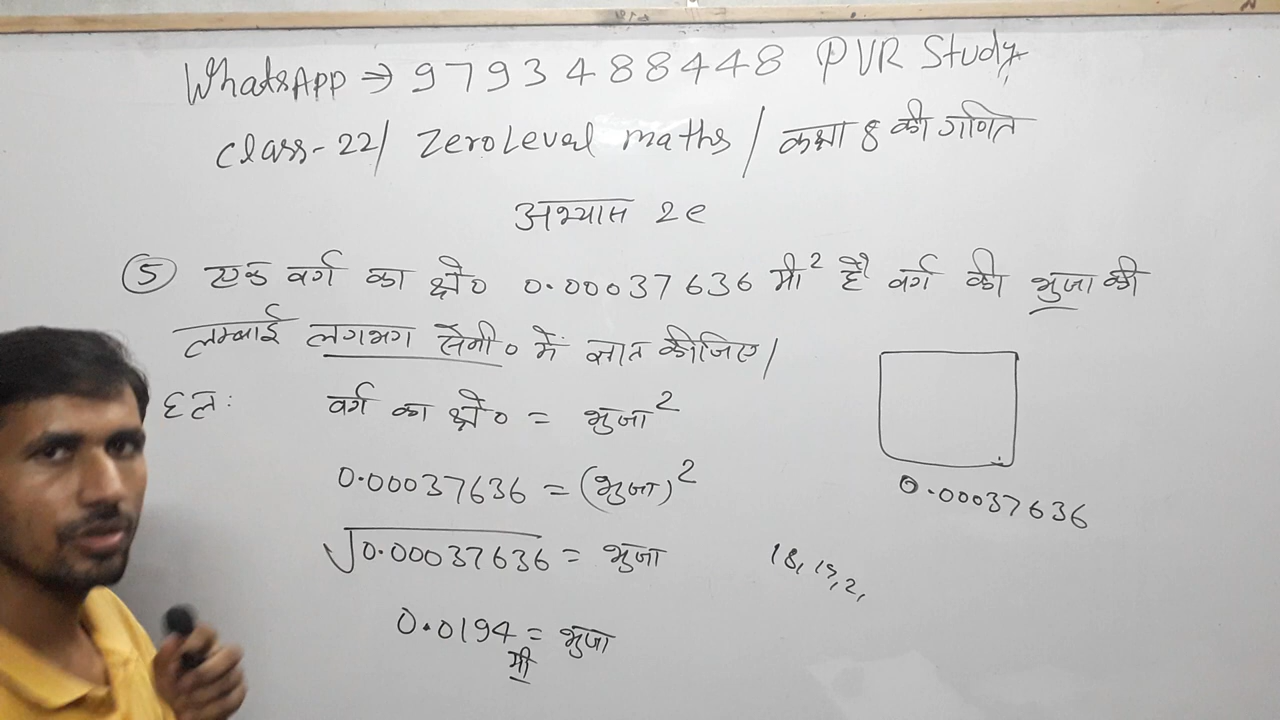 WhatsApp → 9793488448 PVR Study
class-22/ Zero Level maths / कक्षा 8 की गणित
अभ्यास 2e
⑤ एक वर्ग का क्षे० 0.00037636 मी² है वर्ग की भुजा की
लम्बाई लगभग सेमी० में ज्ञात कीजिए/
हलः वर्ग का क्षे० = भुजा²
0.00037636 = (भुजा)²
√0.00037636 = भुजा
0.0194 = भुजा
मी
0.00037636
18, 19, 2,